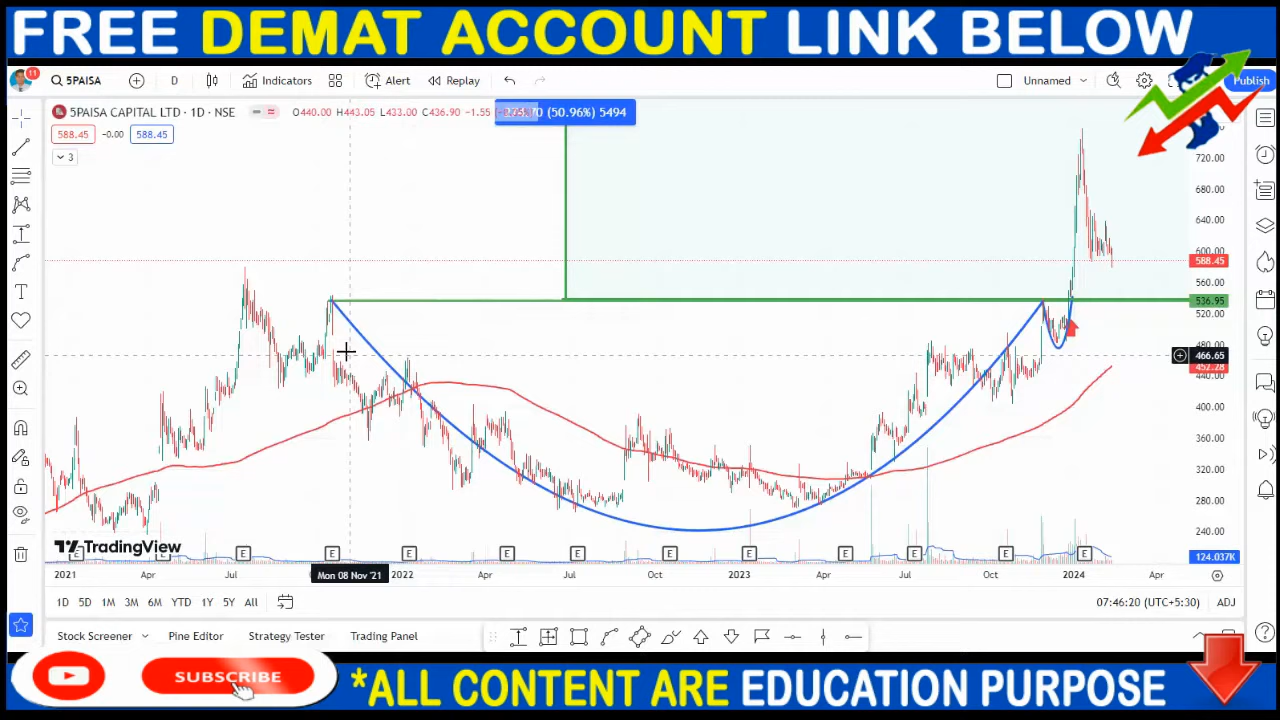 FREE DEMAT ACCOUNT LINK BELOW
11
5PAISA
D
Indicators
Alert
Replay
Unnamed
Publish
5PAISA CAPITAL LTD · 1D · NSE
O440.00 H443.05 L433.00 C436.90 −1.55
(50.96%) 5494
588.45
-0.00
588.45
3
720.00
680.00
640.00
600.00
588.45
560.00
536.95
520.00
480.00
466.65
452.28
440.00
400.00
360.00
320.00
280.00
240.00
TradingView
E E E E E E E E E E E E E
124.037K
2021 Apr Jul Mon 08 Nov '21 2022 Apr Jul Oct 2023 Apr Jul Oct 2024 Apr
1D 5D 1M 3M 6M YTD 1Y 5Y All
07:46:20 (UTC+5:30) ADJ
Stock Screener
Pine Editor
Strategy Tester
Trading Panel
SUBSCRIBE
*ALL CONTENT ARE EDUCATION PURPOSE